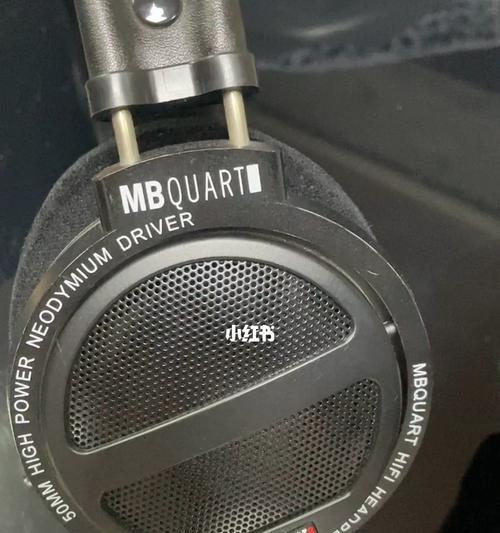 MBQUART
50MM HIGH POWER NEODYMIUM DRIVER
小红书
MBQUART HIFI